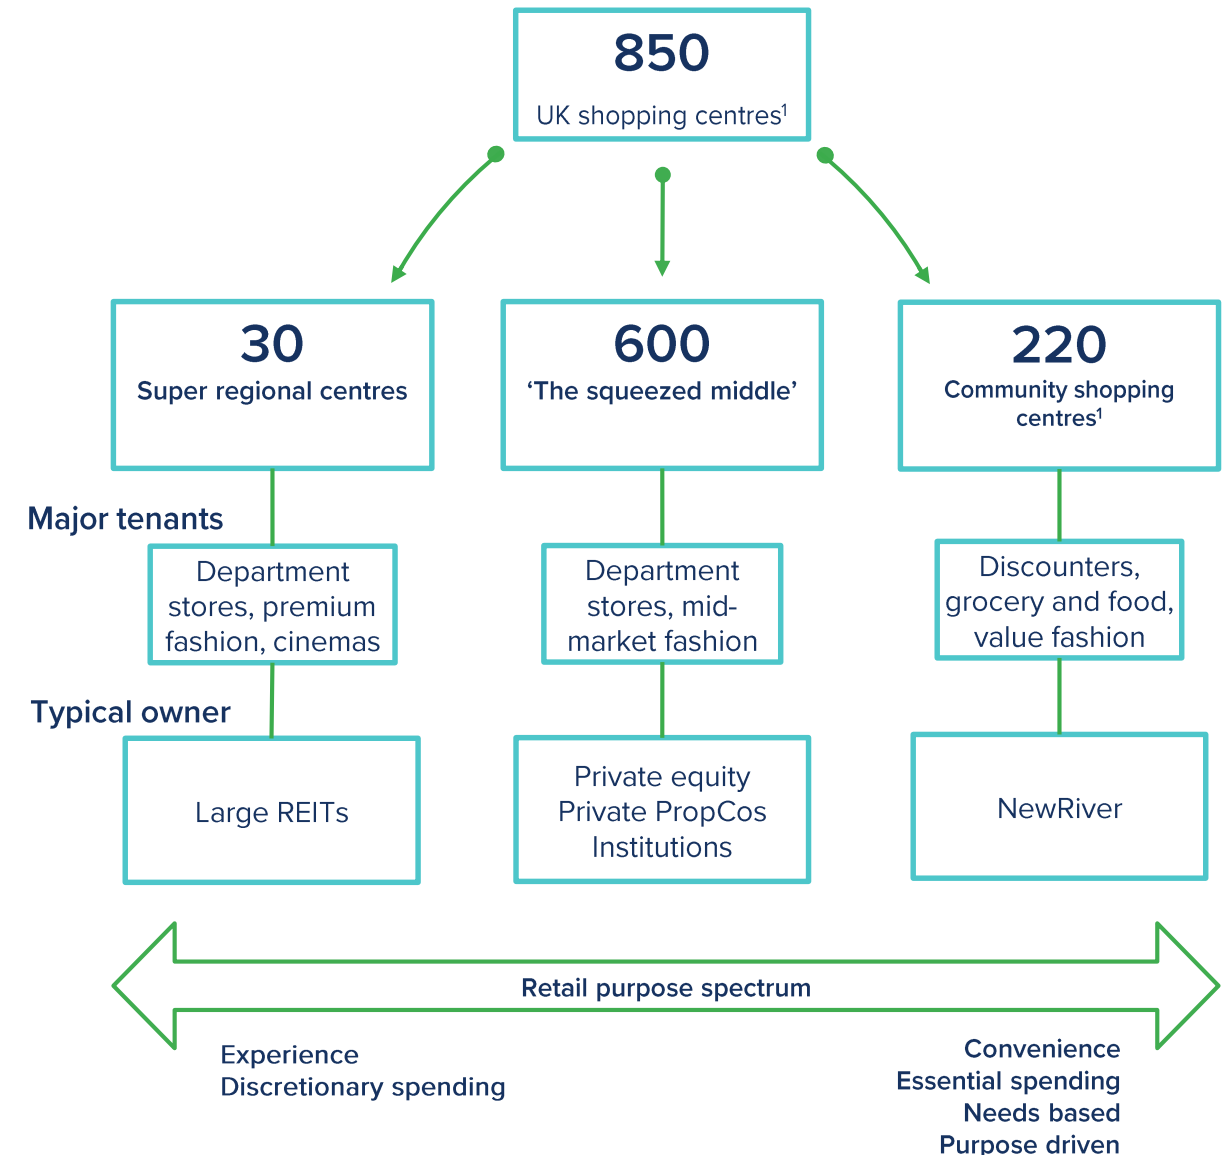 850
UK shopping centres¹
30
Super regional centres
600
‘The squeezed middle’
220
Community shopping
centres¹
Major tenants
Department
stores, premium
fashion, cinemas
Department
stores, mid-
market fashion
Discounters,
grocery and food,
value fashion
Typical owner
Large REITs
Private equity
Private PropCos
Institutions
NewRiver
Retail purpose spectrum
Experience
Discretionary spending
Convenience
Essential spending
Needs based
Purpose driven